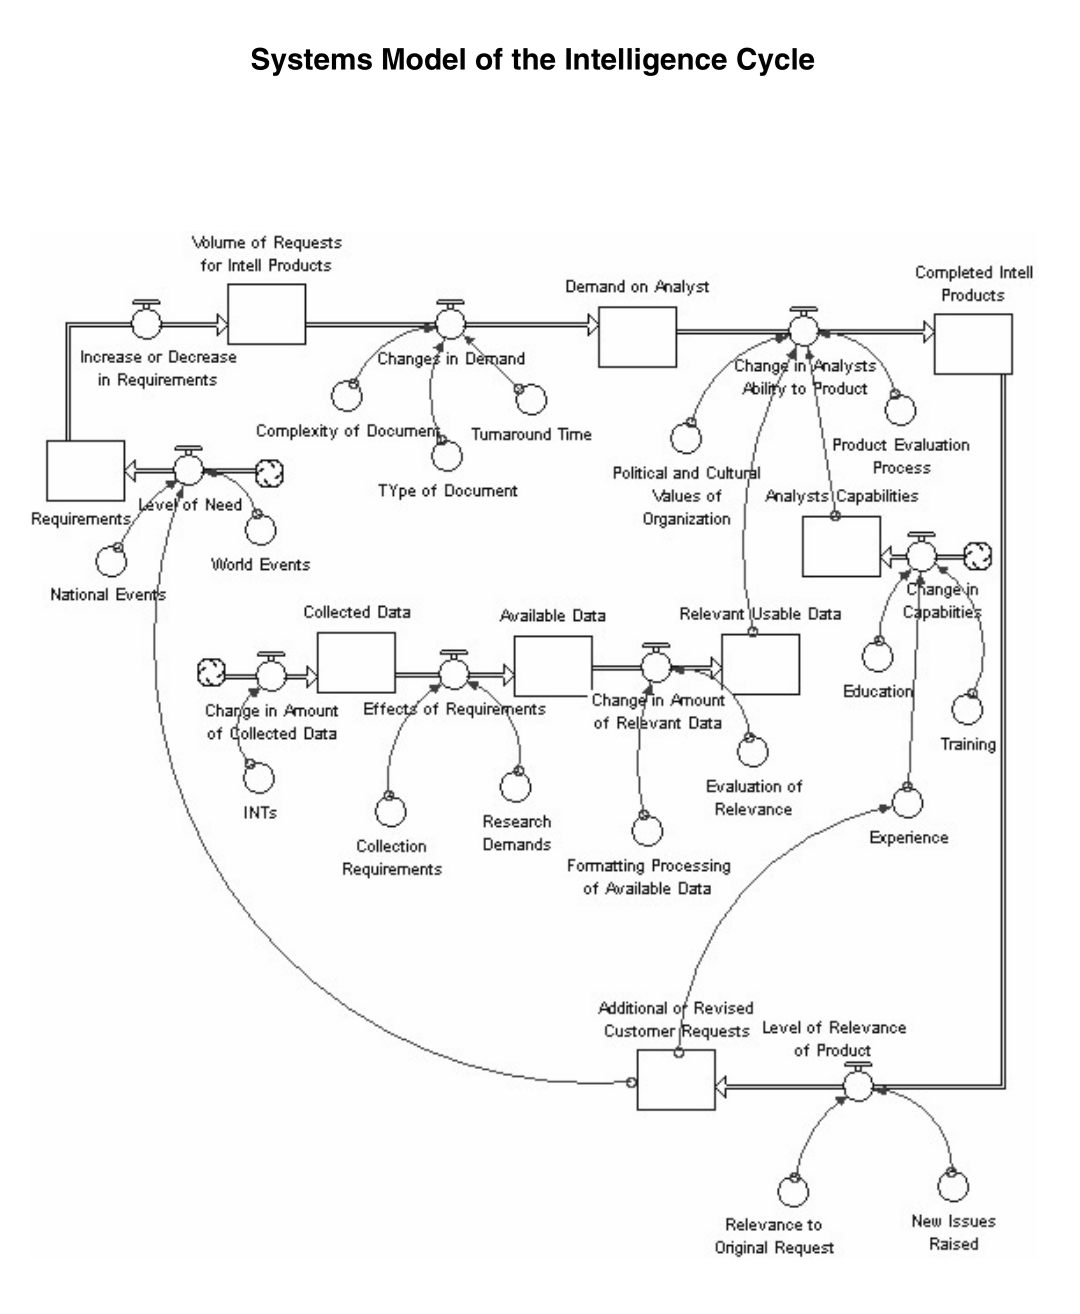 Systems Model of the Intelligence Cycle
Volume of Requests
for Intell Products
Completed Intell
Products
Demand on Analyst
Increase or Decrease
in Requirements
Changes in Demand
Change in Analysts
Ability to Product
Complexity of Document
Turnaround Time
TYpe of Document
Product Evaluation
Process
Political and Cultural
Values of
Organization
Analysts Capabilities
Requirements
Level of Need
World Events
National Events
Change in
Capabiities
Collected Data
Available Data
Relevant Usable Data
Education
Change in Amount
of Collected Data
Effects of Requirements
Change in Amount
of Relevant Data
Training
INTs
Evaluation of
Relevance
Research
Demands
Collection
Requirements
Experience
Formatting Processing
of Available Data
Additional or Revised
Customer Requests
Level of Relevance
of Product
Relevance to
Original Request
New Issues
Raised